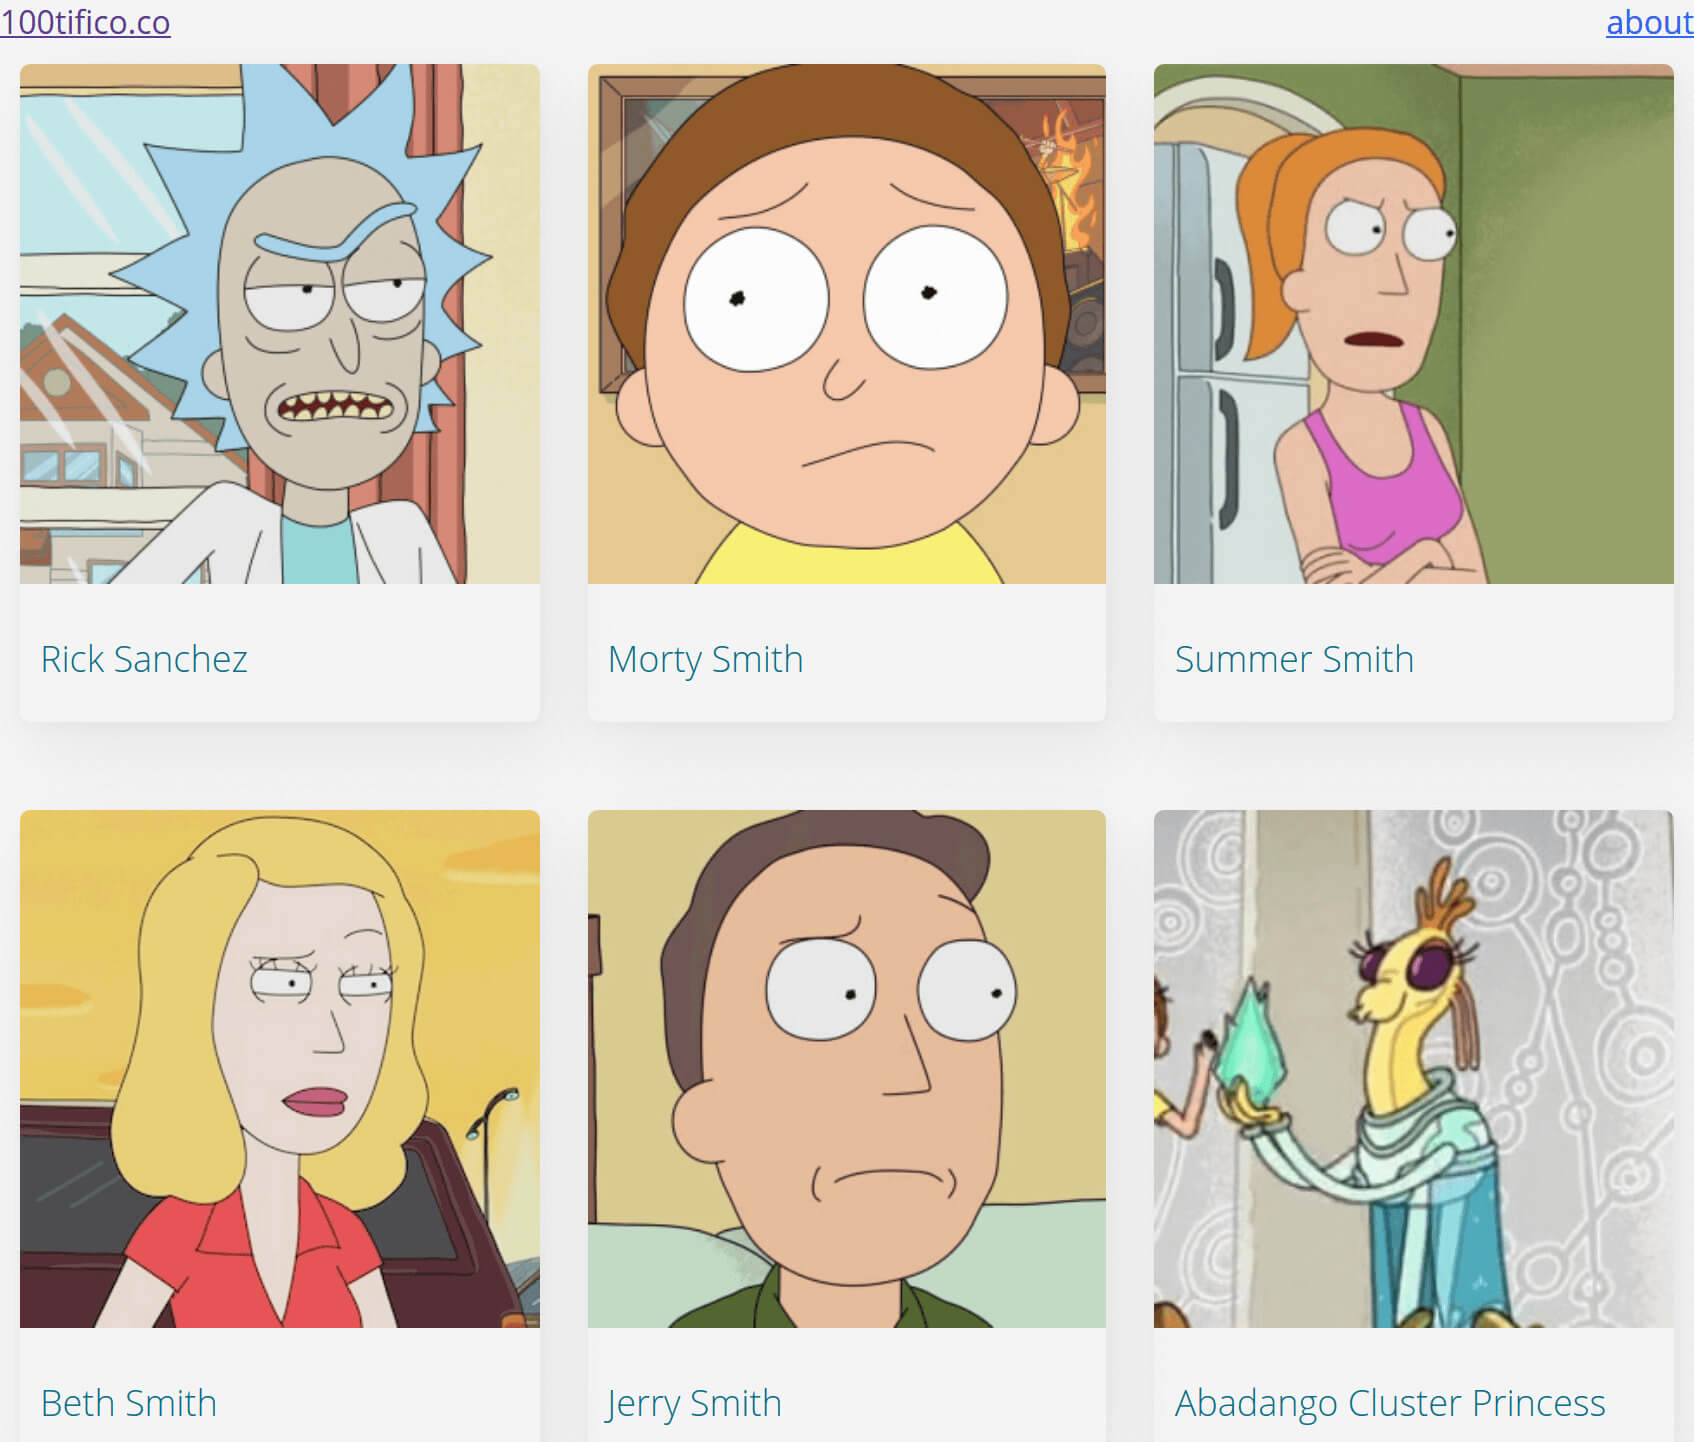 100tifico.co
about
Rick Sanchez
Morty Smith
Summer Smith
Beth Smith
Jerry Smith
Abadango Cluster Princess